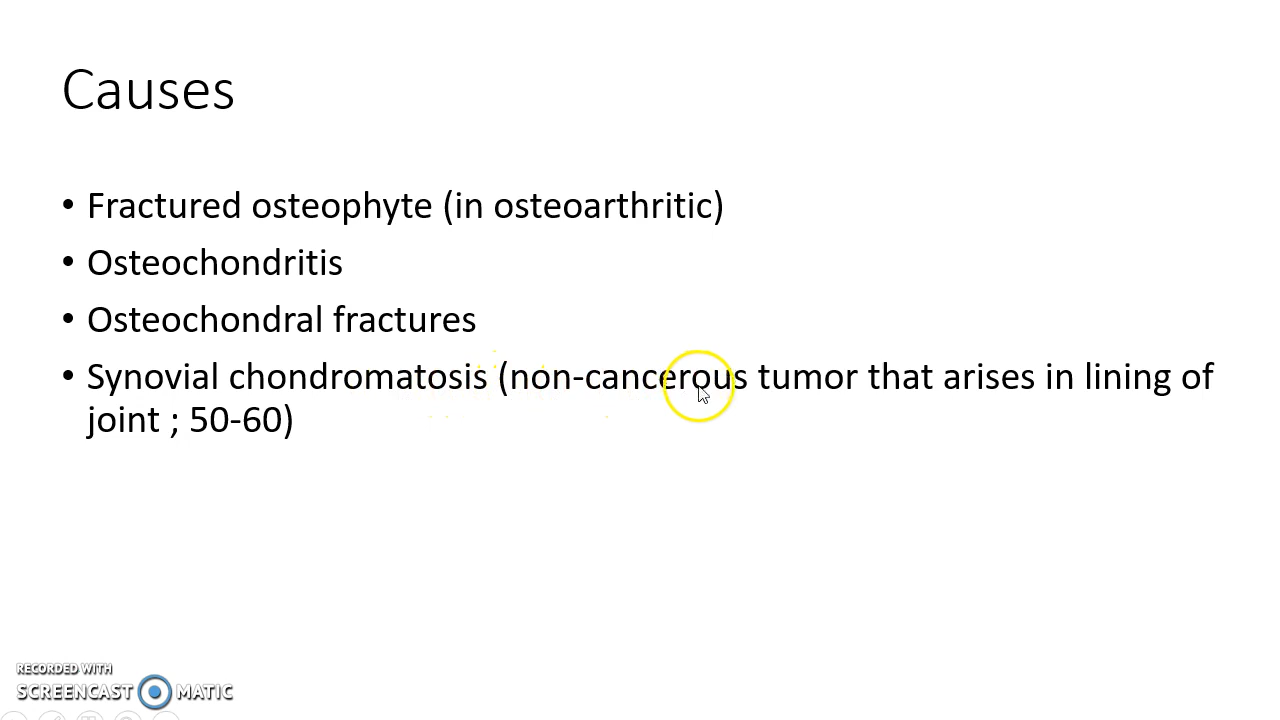 Causes
• Fractured osteophyte (in osteoarthritic)
• Osteochondritis
• Osteochondral fractures
• Synovial chondromatosis (non-cancerous tumor that arises in lining of
joint ; 50-60)
RECORDED WITH
SCREENCAST MATIC